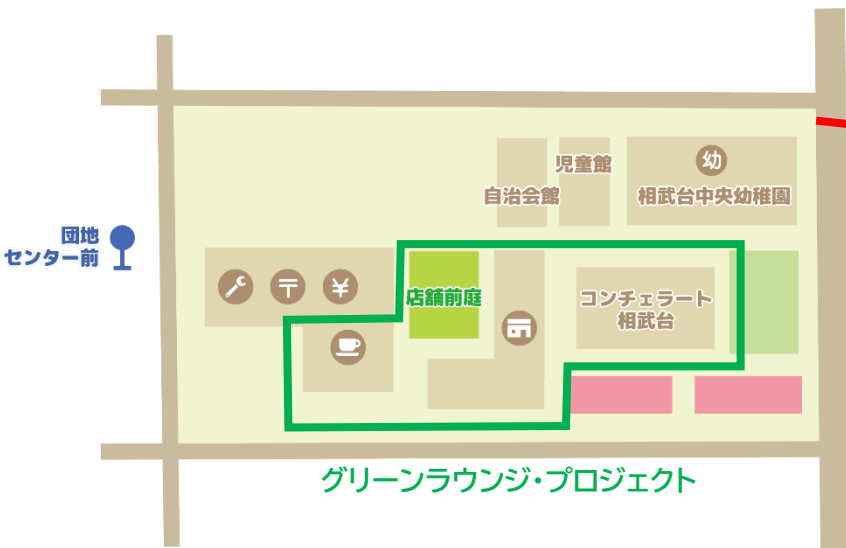 児童館
幼
自治会館
相武台中央幼稚園
団地
センター前
〒
¥
店舗前庭
コンチェラート
相武台
グリーンラウンジ・プロジェクト